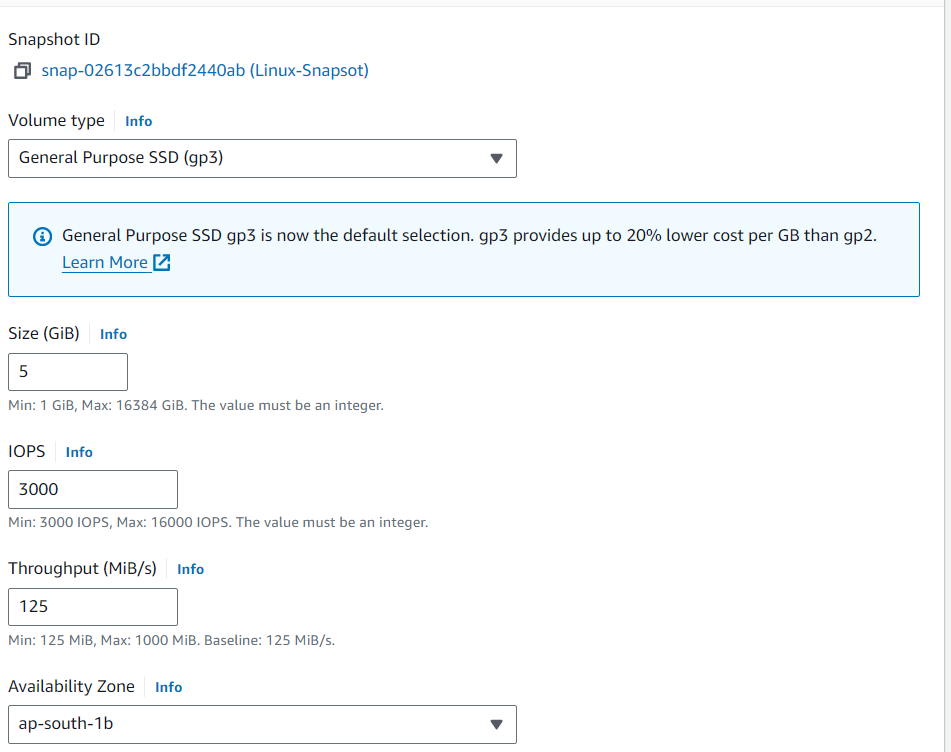 Snapshot ID
snap-02613c2bbdf2440ab (Linux-Snapsot)
Volume type Info
General Purpose SSD (gp3)
General Purpose SSD gp3 is now the default selection. gp3 provides up to 20% lower cost per GB than gp2.
Learn More
Size (GiB) Info
5
Min: 1 GiB, Max: 16384 GiB. The value must be an integer.
IOPS Info
3000
Min: 3000 IOPS, Max: 16000 IOPS. The value must be an integer.
Throughput (MiB/s) Info
125
Min: 125 MiB, Max: 1000 MiB. Baseline: 125 MiB/s.
Availability Zone Info
ap-south-1b